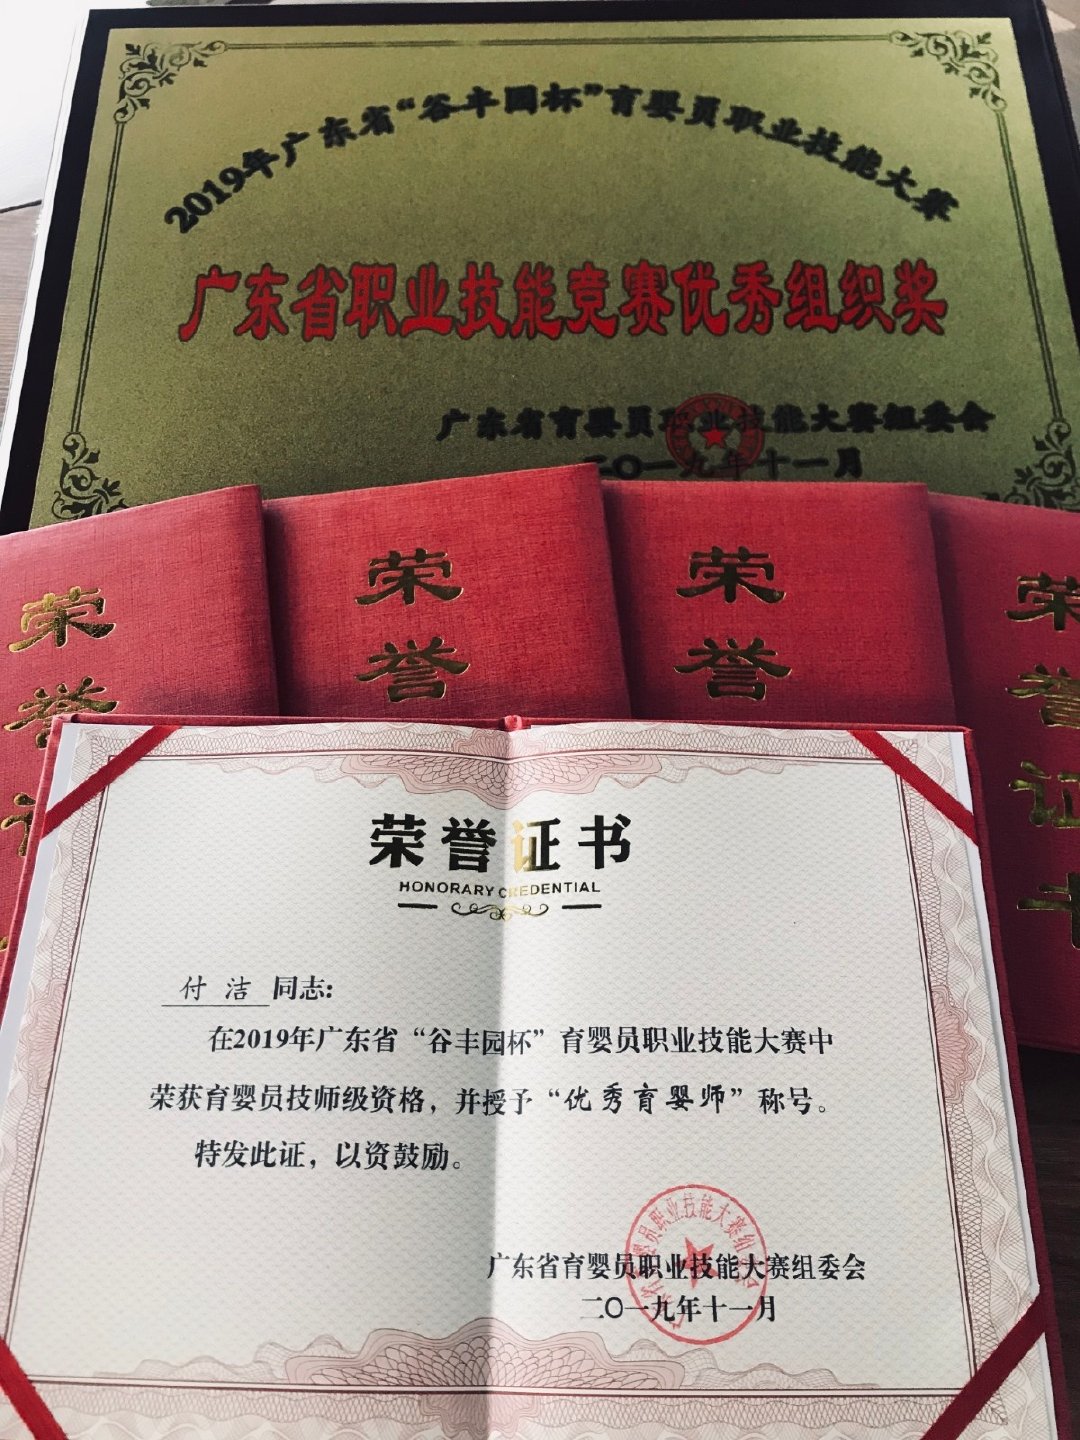 2019年广东省“谷丰园杯”育婴员职业技能大赛
广东省职业技能竞赛优秀组织奖
广东省育婴员职业技能大赛组委会
二〇一九年十一月
荣誉
荣誉
荣誉
荣誉证书
荣誉证书
HONORARY CREDENTIAL
付洁 同志:
在2019年广东省“谷丰园杯”育婴员职业技能大赛中
荣获育婴员技师级资格，并授予“优秀育婴师”称号。
特发此证，以资鼓励。
广东省育婴员职业技能大赛组委会
二〇一九年十一月